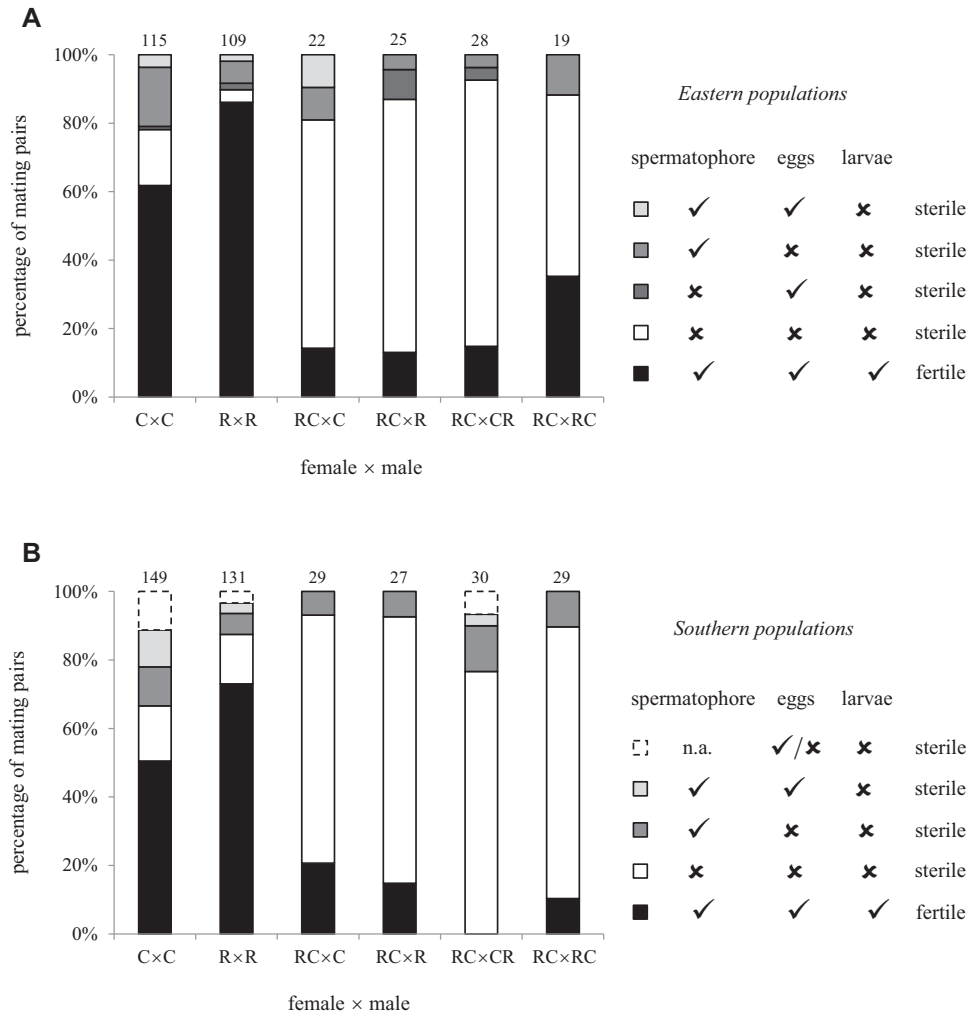 A
115 109 22 25 28 19
100%
80%
60%
40%
20%
0%
percentage of mating pairs
C×C R×R RC×C RC×R RC×CR RC×RC
female × male
Eastern populations
spermatophore eggs larvae
✓ ✓ ✘ sterile
✓ ✘ ✘ sterile
✘ ✓ ✘ sterile
✘ ✘ ✘ sterile
✓ ✓ ✓ fertile
B
149 131 29 27 30 29
100%
80%
60%
40%
20%
0%
percentage of mating pairs
C×C R×R RC×C RC×R RC×CR RC×RC
female × male
Southern populations
spermatophore eggs larvae
n.a. ✓/✘ ✘ sterile
✓ ✓ ✘ sterile
✓ ✘ ✘ sterile
✘ ✘ ✘ sterile
✓ ✓ ✓ fertile